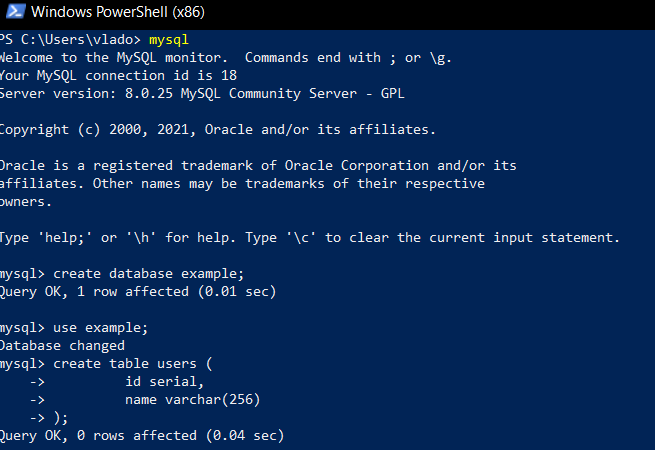 Windows PowerShell (x86)
PS C:\Users\vlado> mysql
Welcome to the MySQL monitor.  Commands end with ; or \g.
Your MySQL connection id is 18
Server version: 8.0.25 MySQL Community Server - GPL

Copyright (c) 2000, 2021, Oracle and/or its affiliates.

Oracle is a registered trademark of Oracle Corporation and/or its
affiliates. Other names may be trademarks of their respective
owners.

Type 'help;' or '\h' for help. Type '\c' to clear the current input statement.

mysql> create database example;
Query OK, 1 row affected (0.01 sec)

mysql> use example;
Database changed
mysql> create table users (
    ->          id serial,
    ->          name varchar(256)
    -> );
Query OK, 0 rows affected (0.04 sec)